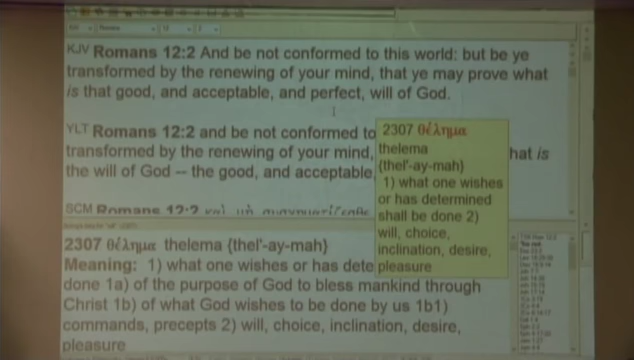 KJV Romans 12:2 And be not conformed to this world: but be ye
transformed by the renewing of your mind, that ye may prove what
is that good, and acceptable, and perfect, will of God.
YLT Romans 12:2 and be not conformed to
transformed by the renewing of your mind, hat is
the will of God -- the good, and acceptable,
2307 θέλημα
thelema
{thel'-ay-mah}
1) what one wishes
or has determined
shall be done 2)
will, choice,
inclination, desire,
pleasure
SCM Romans 12:2 καὶ μὴ
2307 θέλημα thelema {thel'-ay-mah}
Meaning: 1) what one wishes or has dete
done 1a) of the purpose of God to bless mankind through
Christ 1b) of what God wishes to be done by us 1b1)
commands, precepts 2) will, choice, inclination, desire,
pleasure